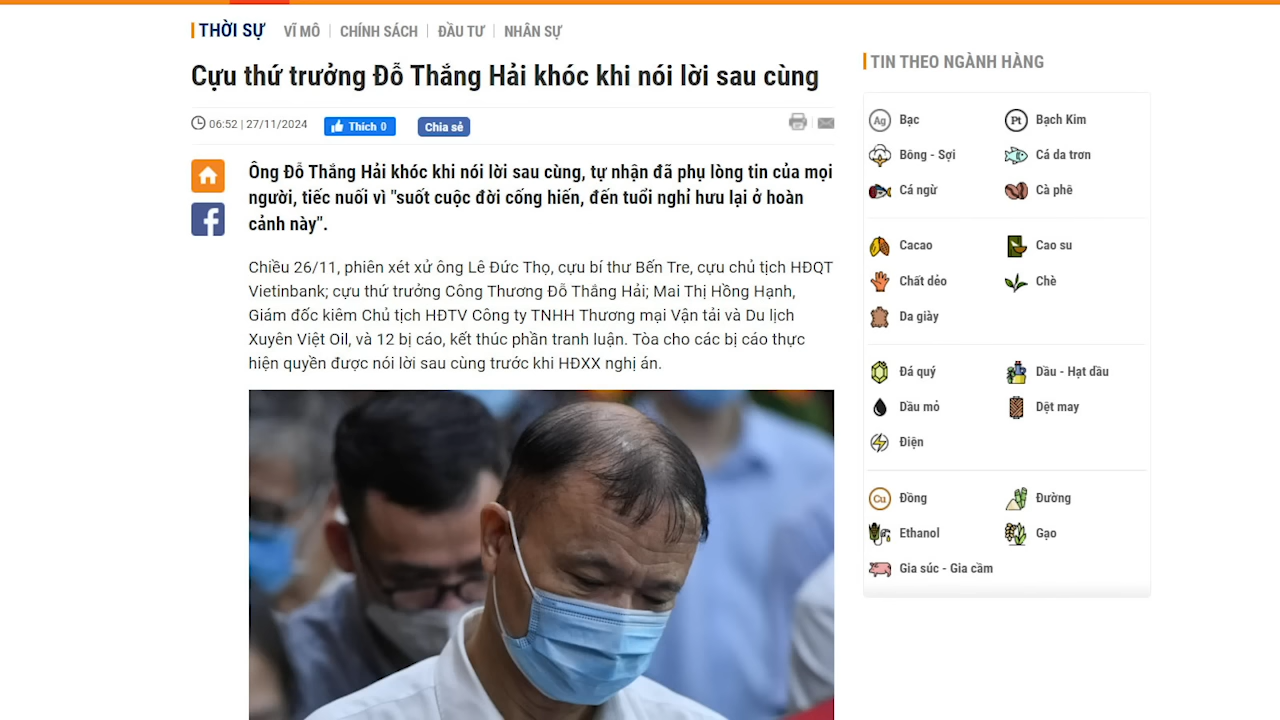 THỜI SỰ VĨ MÔ CHÍNH SÁCH ĐẦU TƯ NHÂN SỰ
Cựu thứ trưởng Đỗ Thắng Hải khóc khi nói lời sau cùng
06:52 | 27/11/2024 Thích 0 Chia sẻ
Ông Đỗ Thắng Hải khóc khi nói lời sau cùng, tự nhận đã phụ lòng tin của mọi
người, tiếc nuối vì "suốt cuộc đời cống hiến, đến tuổi nghỉ hưu lại ở hoàn
cảnh này".
Chiều 26/11, phiên xét xử ông Lê Đức Thọ, cựu bí thư Bến Tre, cựu chủ tịch HĐQT
Vietinbank; cựu thứ trưởng Công Thương Đỗ Thắng Hải; Mai Thị Hồng Hạnh,
Giám đốc kiêm Chủ tịch HĐTV Công ty TNHH Thương mại Vận tải và Du lịch
Xuyên Việt Oil, và 12 bị cáo, kết thúc phần tranh luận. Tòa cho các bị cáo thực
hiện quyền được nói lời sau cùng trước khi HĐXX nghị án.
TIN THEO NGÀNH HÀNG
Ag Bạc Pt Bạch Kim
Bông - Sợi Cá da trơn
Cá ngừ Cà phê
Cacao Cao su
Chất dẻo Chè
Da giày
Đá quý Dầu - Hạt dầu
Dầu mỏ Dệt may
Điện
Cu Đồng Đường
Ethanol Gạo
Gia súc - Gia cầm